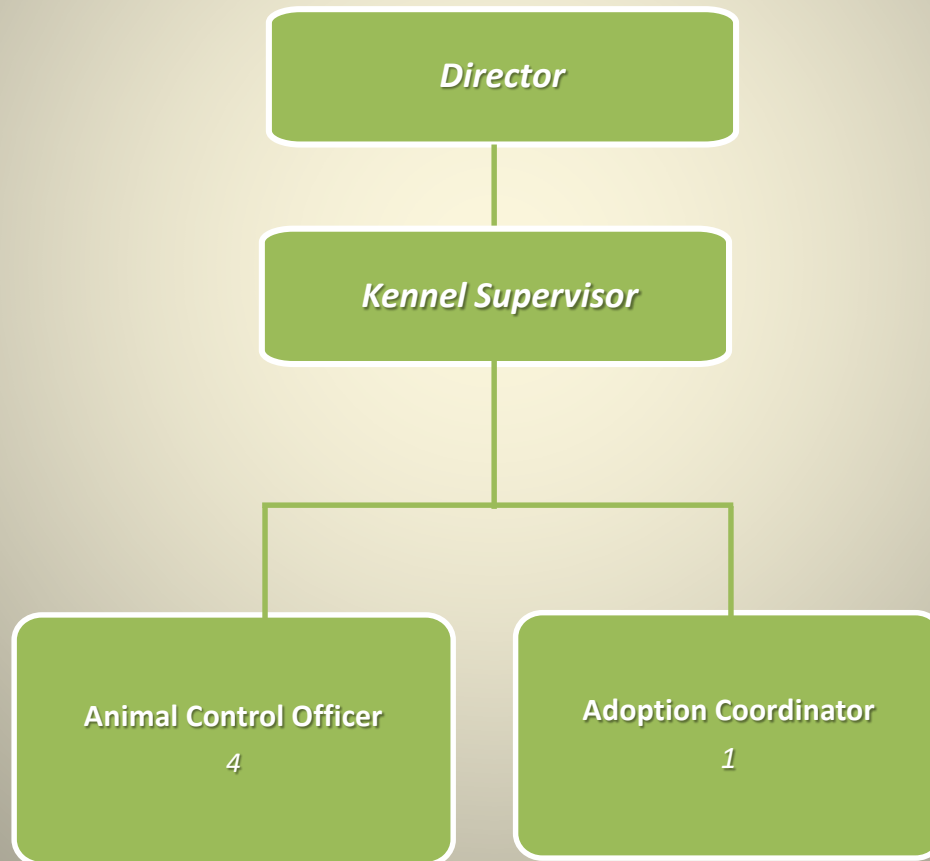 Director
Kennel Supervisor
Animal Control Officer
4
Adoption Coordinator
1